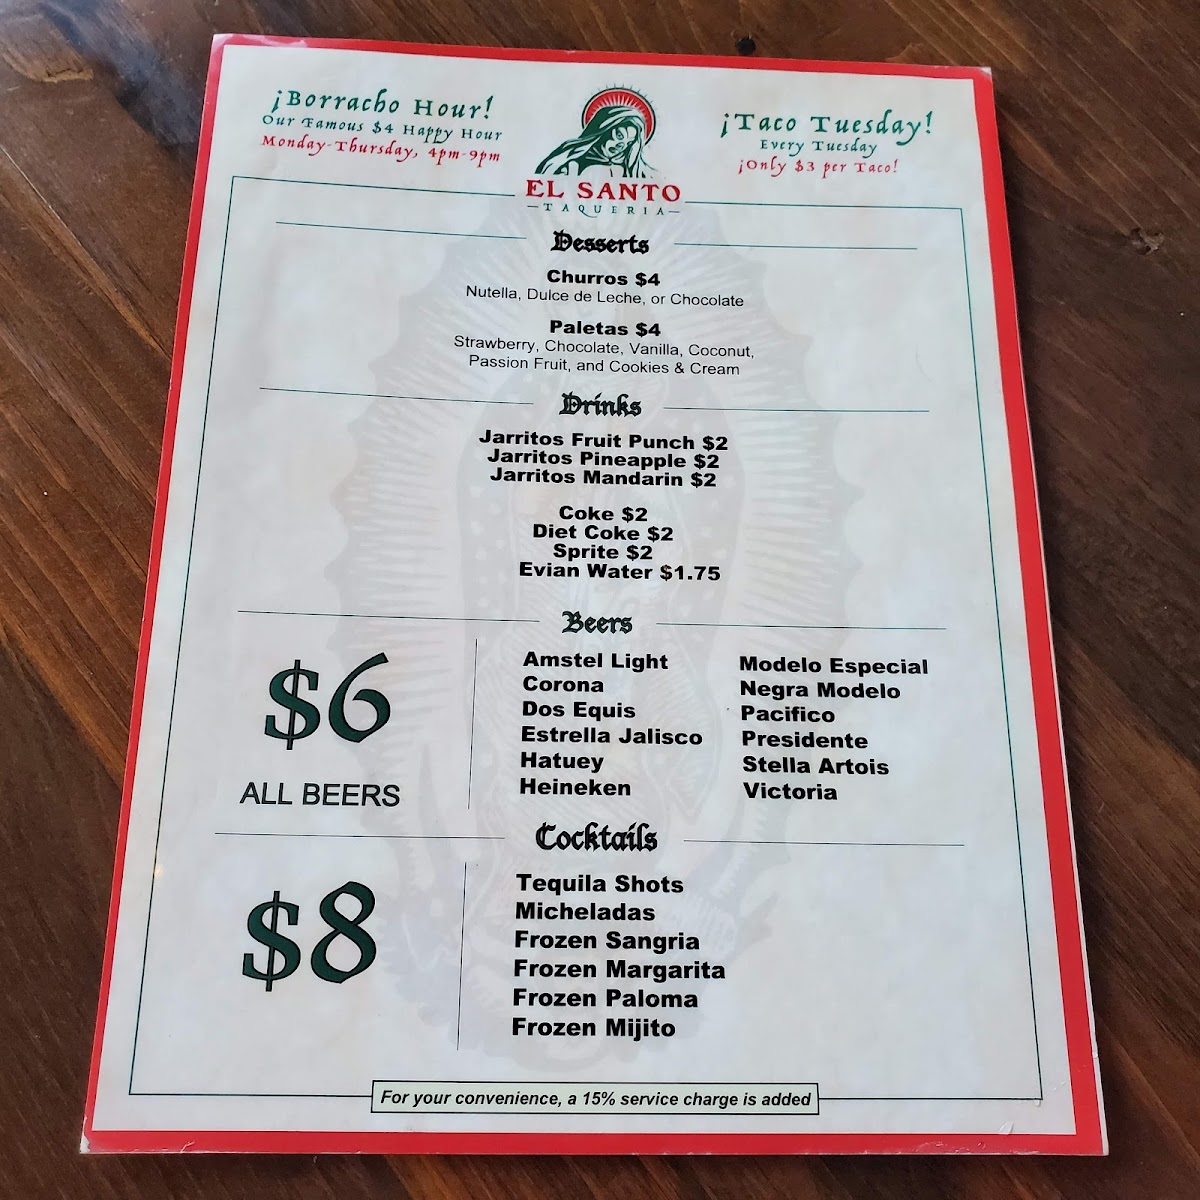 ¡Borracho Hour!
Our Famous $4 Happy Hour
Monday-Thursday, 4pm-9pm
EL SANTO
TAQUERIA
¡Taco Tuesday!
Every Tuesday
¡Only $3 per Taco!
Desserts
Churros $4
Nutella, Dulce de Leche, or Chocolate
Paletas $4
Strawberry, Chocolate, Vanilla, Coconut,
Passion Fruit, and Cookies & Cream
Drinks
Jarritos Fruit Punch $2
Jarritos Pineapple $2
Jarritos Mandarin $2
Coke $2
Diet Coke $2
Sprite $2
Evian Water $1.75
Beers
$6
ALL BEERS
Amstel Light
Corona
Dos Equis
Estrella Jalisco
Hatuey
Heineken
Modelo Especial
Negra Modelo
Pacifico
Presidente
Stella Artois
Victoria
Cocktails
$8
Tequila Shots
Micheladas
Frozen Sangria
Frozen Margarita
Frozen Paloma
Frozen Mijito
For your convenience, a 15% service charge is added